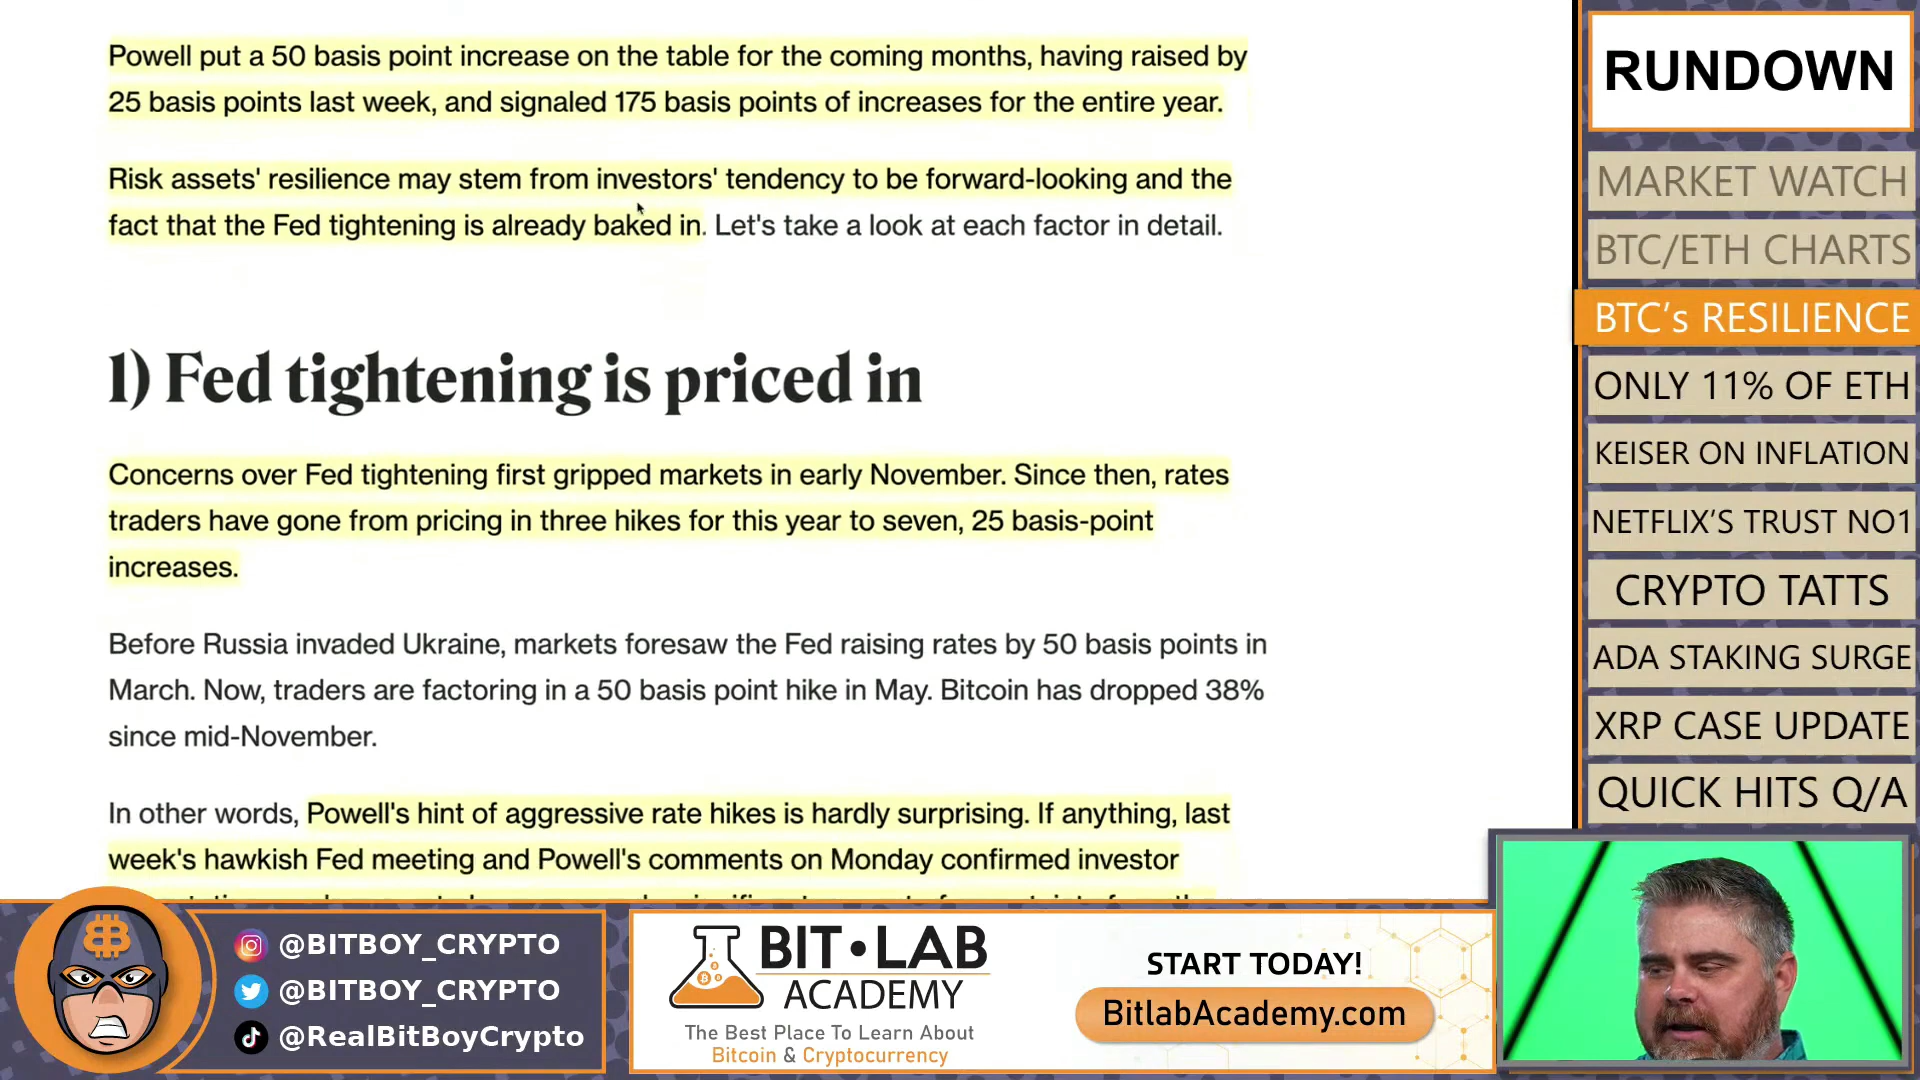 Powell put a 50 basis point increase on the table for the coming months, having raised by
25 basis points last week, and signaled 175 basis points of increases for the entire year.
Risk assets' resilience may stem from investors' tendency to be forward-looking and the
fact that the Fed tightening is already baked in. Let's take a look at each factor in detail.
1) Fed tightening is priced in
Concerns over Fed tightening first gripped markets in early November. Since then, rates
traders have gone from pricing in three hikes for this year to seven, 25 basis-point
increases.
Before Russia invaded Ukraine, markets foresaw the Fed raising rates by 50 basis points in
March. Now, traders are factoring in a 50 basis point hike in May. Bitcoin has dropped 38%
since mid-November.
In other words, Powell's hint of aggressive rate hikes is hardly surprising. If anything, last
week's hawkish Fed meeting and Powell's comments on Monday confirmed investor
RUNDOWN
MARKET WATCH
BTC/ETH CHARTS
BTC's RESILIENCE
ONLY 11% OF ETH
KEISER ON INFLATION
NETFLIX'S TRUST NO1
CRYPTO TATTS
ADA STAKING SURGE
XRP CASE UPDATE
QUICK HITS Q/A
@BITBOY_CRYPTO
@BITBOY_CRYPTO
@RealBitBoyCrypto
BIT•LAB
ACADEMY
The Best Place To Learn About
Bitcoin & Cryptocurrency
START TODAY!
BitlabAcademy.com